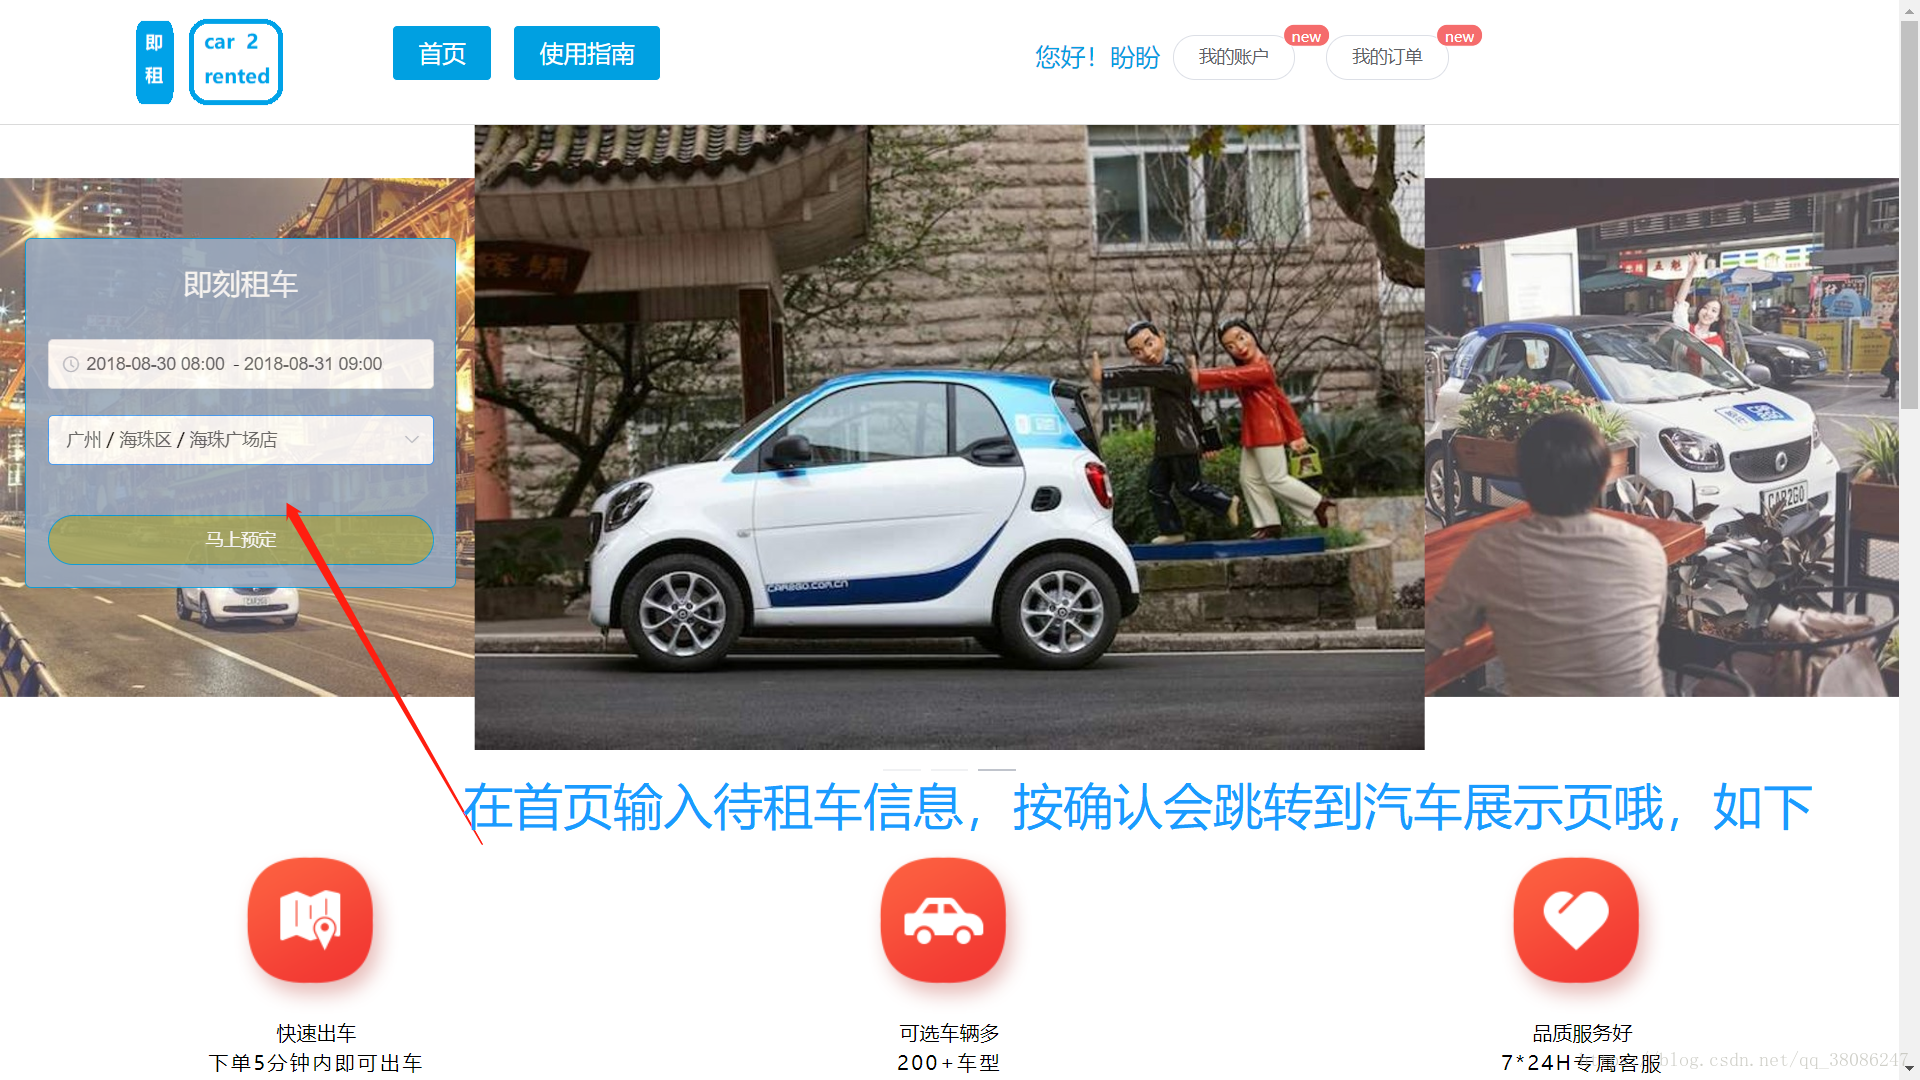 即
租
car 2
rented
首页
使用指南
您好！盼盼
我的账户
new
我的订单
new
即刻租车
2018-08-30 08:00 - 2018-08-31 09:00
广州 / 海珠区 / 海珠广场店
马上预定
CAR2GO.COM.CN
CAR2GO
CAR2GO
在首页输入待租车信息，按确认会跳转到汽车展示页哦，如下
快速出车
下单5分钟内即可出车
可选车辆多
200+车型
品质服务好
7*24H专属客服
blog.csdn.net/qq_38086247